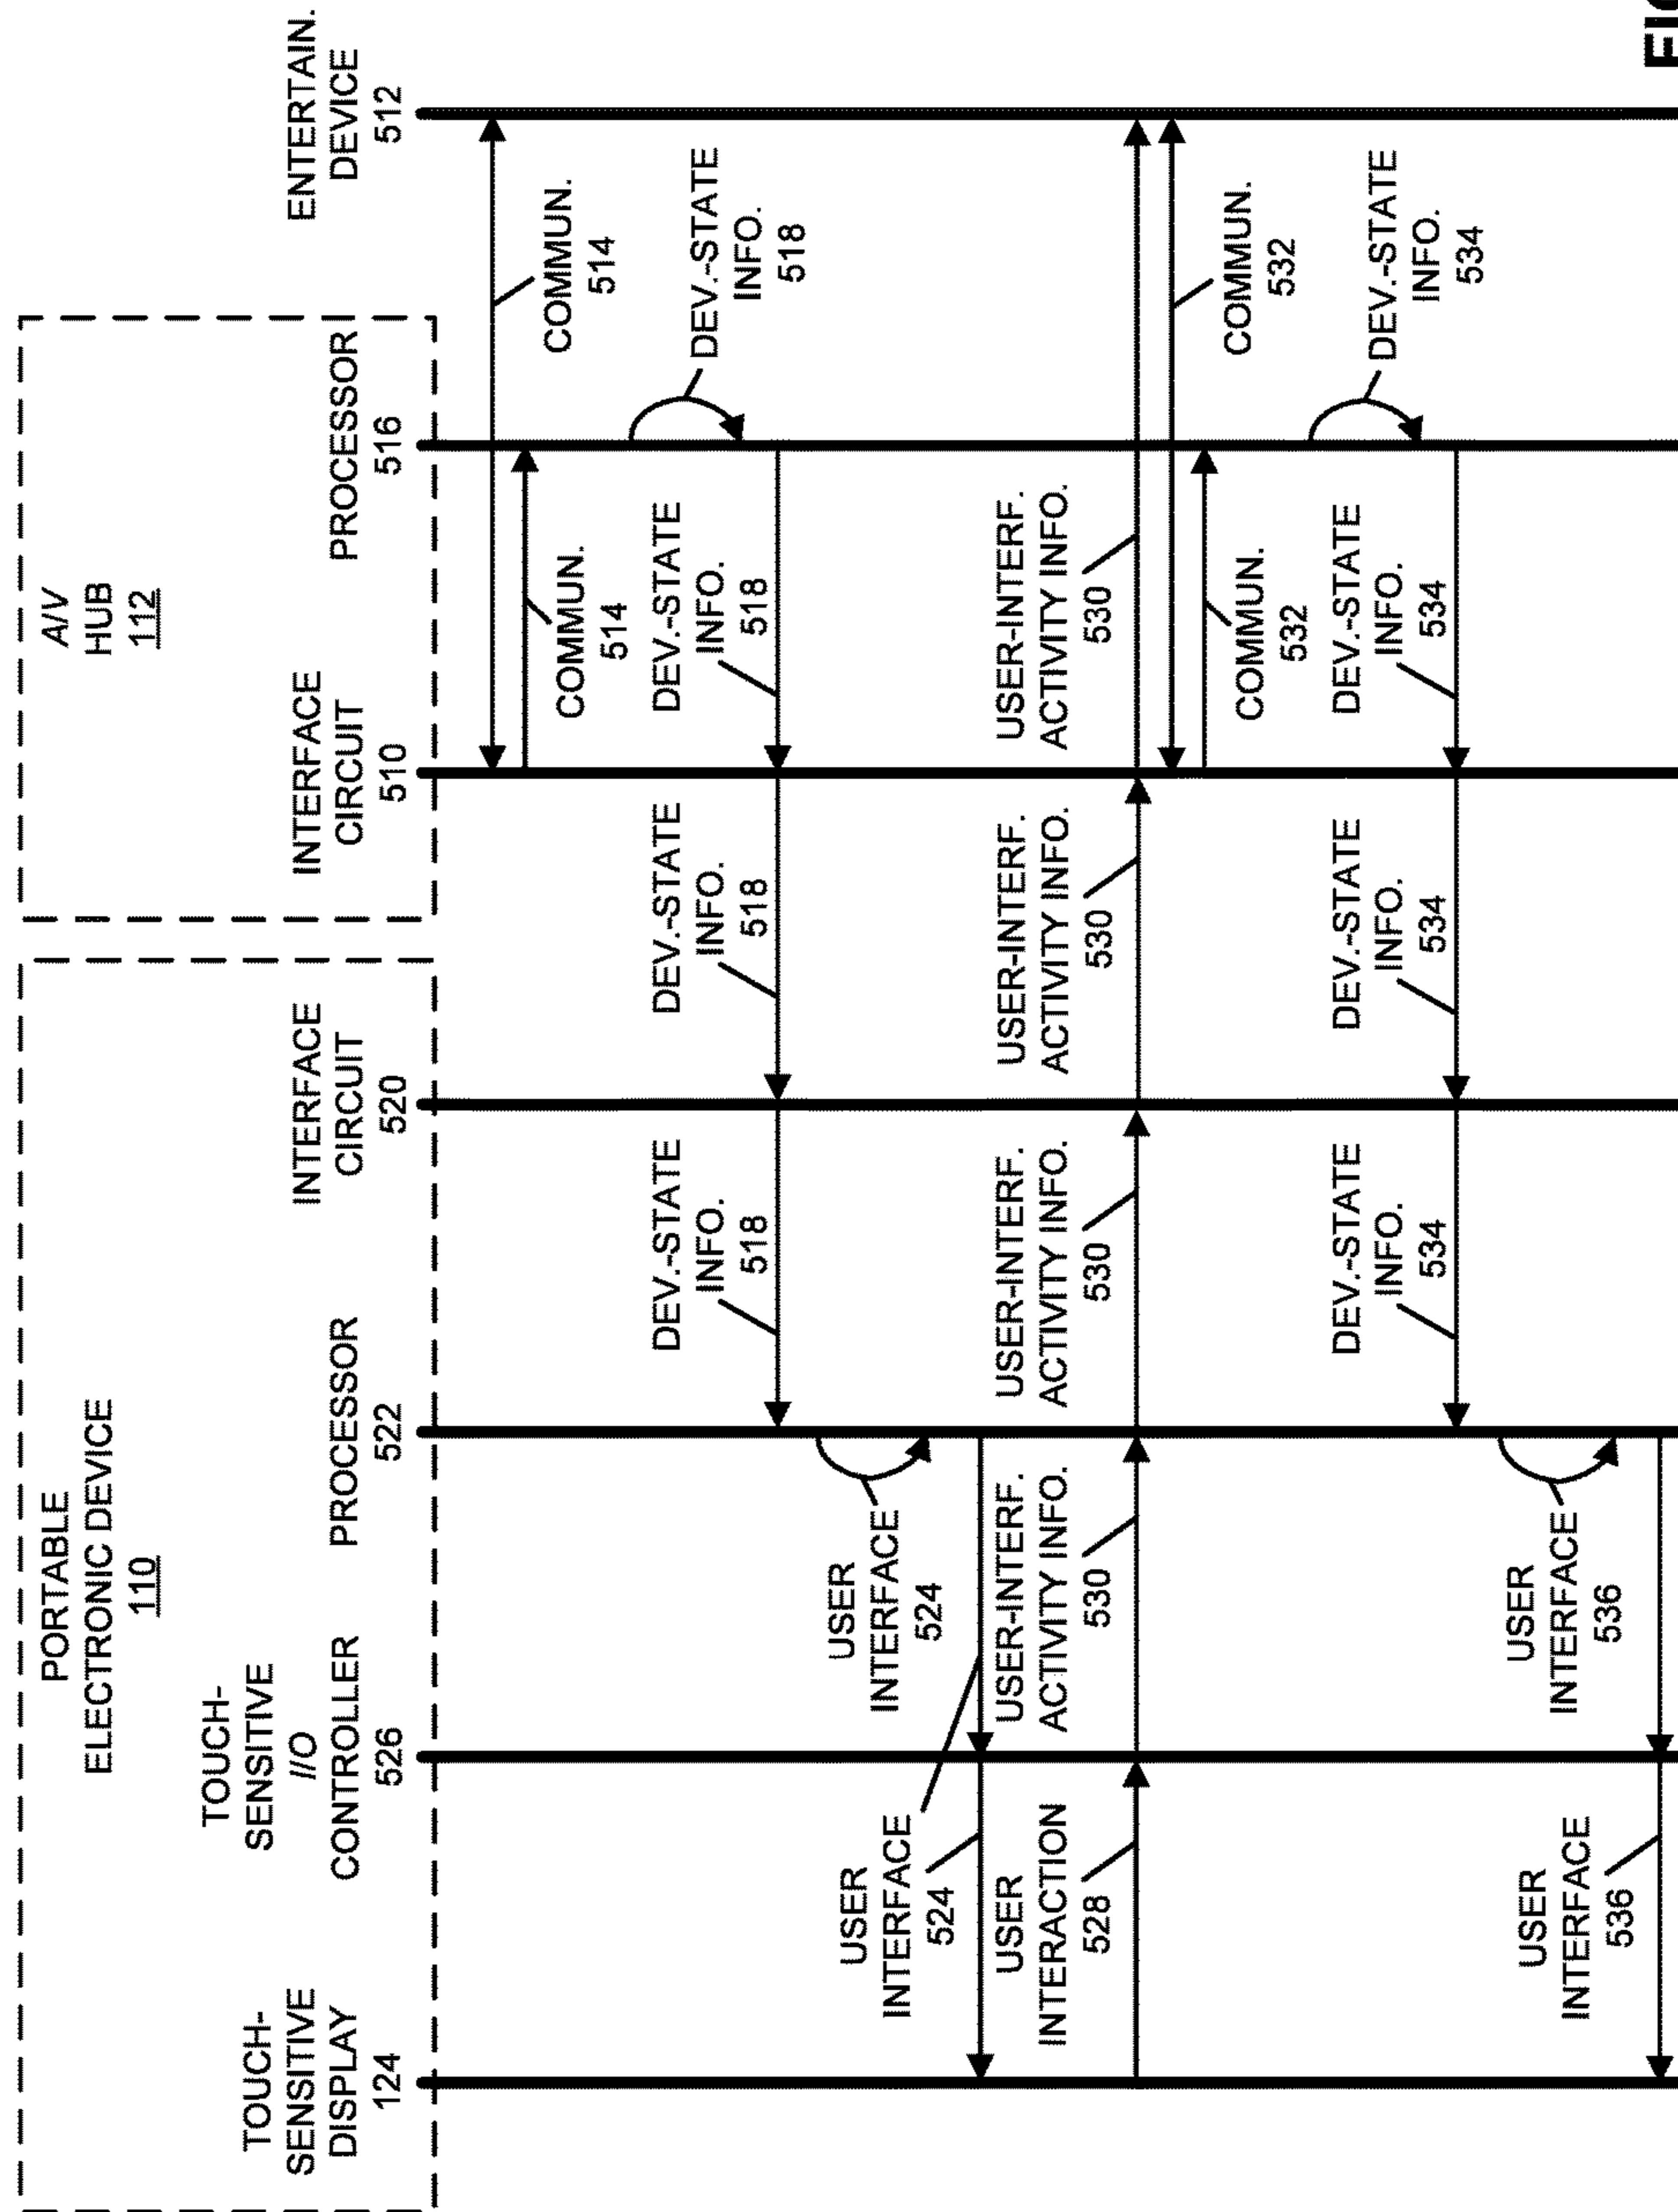 PORTABLE
ELECTRONIC DEVICE
110
A/V
HUB
112
TOUCH-
SENSITIVE
DISPLAY
124
TOUCH-
SENSITIVE
I/O
CONTROLLER
526
PROCESSOR
522
INTERFACE
CIRCUIT
520
INTERFACE
CIRCUIT
510
PROCESSOR
516
ENTERTAIN.
DEVICE
512
COMMUN.
514
COMMUN.
514
DEV.-STATE
INFO.
518
DEV.-STATE
INFO.
518
DEV.-STATE
INFO.
518
DEV.-STATE
INFO.
518
USER
INTERFACE
524
USER
INTERFACE
524
USER
INTERACTION
528
USER-INTERF.
ACTIVITY INFO.
530
USER-INTERF.
ACTIVITY INFO.
530
USER-INTERF.
ACTIVITY INFO.
530
USER-INTERF.
ACTIVITY INFO.
530
COMMUN.
532
COMMUN.
532
DEV.-STATE
INFO.
534
DEV.-STATE
INFO.
534
DEV.-STATE
INFO.
534
DEV.-STATE
INFO.
534
USER
INTERFACE
536
USER
INTERFACE
536